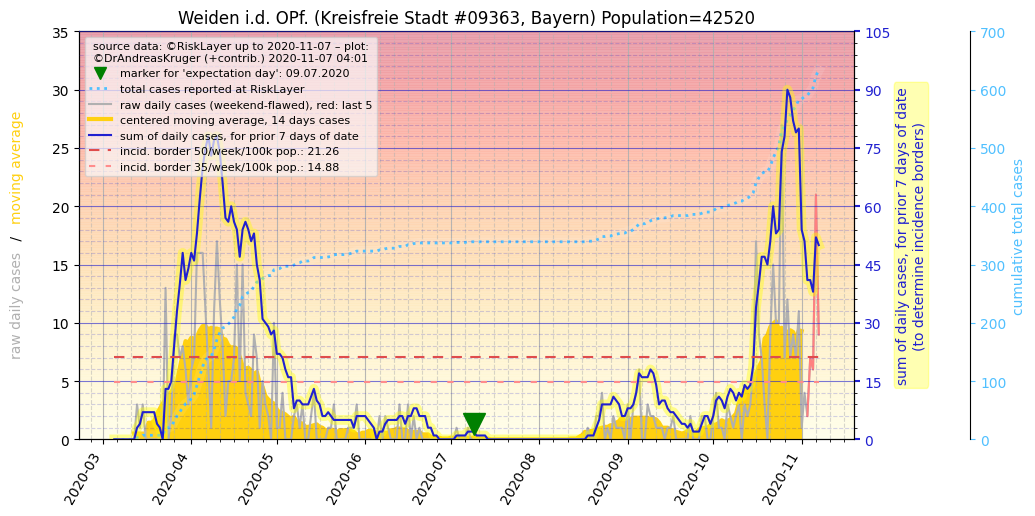 Weiden i.d. OPf. (Kreisfreie Stadt #09363, Bayern) Population=42520
source data: ©RiskLayer up to 2020-11-07 – plot:
©DrAndreasKruger (+contrib.) 2020-11-07 04:01
marker for 'expectation day': 09.07.2020
total cases reported at RiskLayer
raw daily cases (weekend-flawed), red: last 5
centered moving average, 14 days cases
sum of daily cases, for prior 7 days of date
incid. border 50/week/100k pop.: 21.26
incid. border 35/week/100k pop.: 14.88
raw daily cases / moving average
35
30
25
20
15
10
5
0
105
90
75
60
45
30
15
0
sum of daily cases, for prior 7 days of date
(to determine incidence borders)
700
600
500
400
300
200
100
0
cumulative total cases
2020-03
2020-04
2020-05
2020-06
2020-07
2020-08
2020-09
2020-10
2020-11